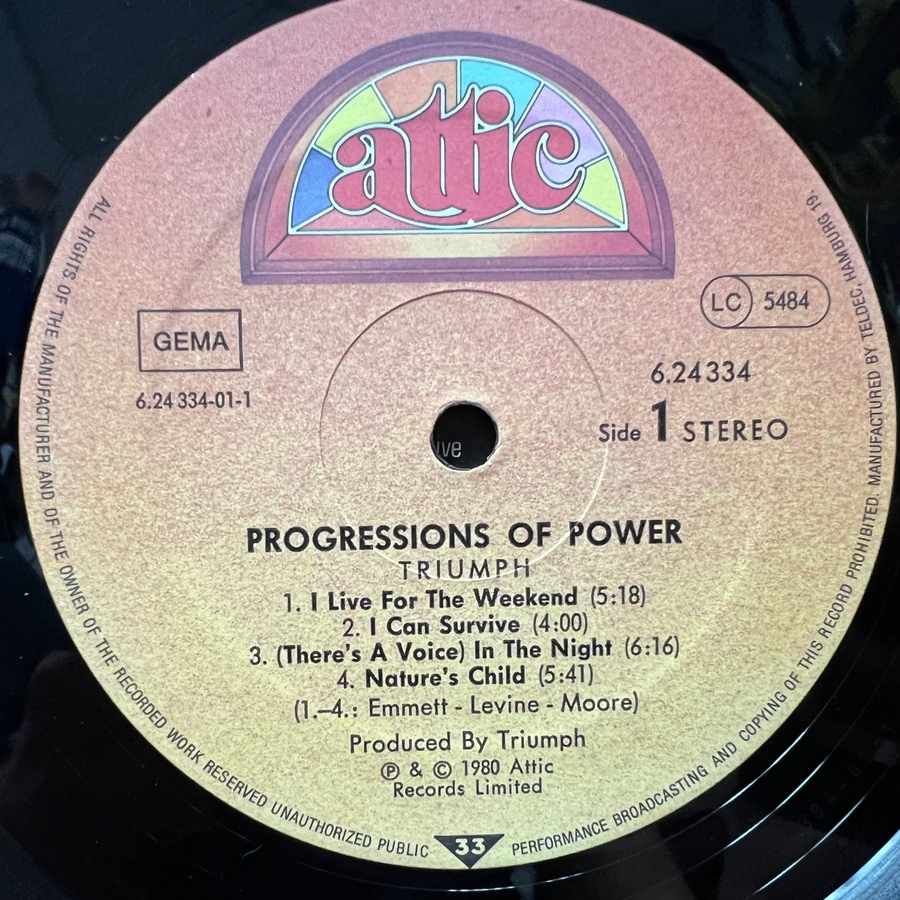 attic
GEMA
LC 5484
6.24 334-01-1
6.24334
Side 1 STEREO
PROGRESSIONS OF POWER
TRIUMPH
1. I Live For The Weekend (5:18)
2. I Can Survive (4:00)
3. (There's A Voice) In The Night (6:16)
4. Nature's Child (5:41)
(1.–4.: Emmett - Levine - Moore)
Produced By Triumph
Ⓟ & © 1980 Attic
Records Limited
33
ALL RIGHTS OF THE MANUFACTURER AND OF THE OWNER OF THE RECORDED WORK RESERVED UNAUTHORIZED PUBLIC PERFORMANCE BROADCASTING AND COPYING OF THIS RECORD PROHIBITED. MANUFACTURED BY TELDEC, HAMBURG 19.